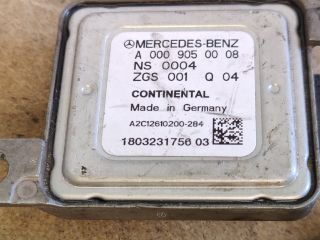 MERCEDES-BENZ
A 000 905 00 08
NS 0004
ZGS 001 Q 04
CONTINENTAL
Made in Germany
A2C12610200-284
1803231756 03